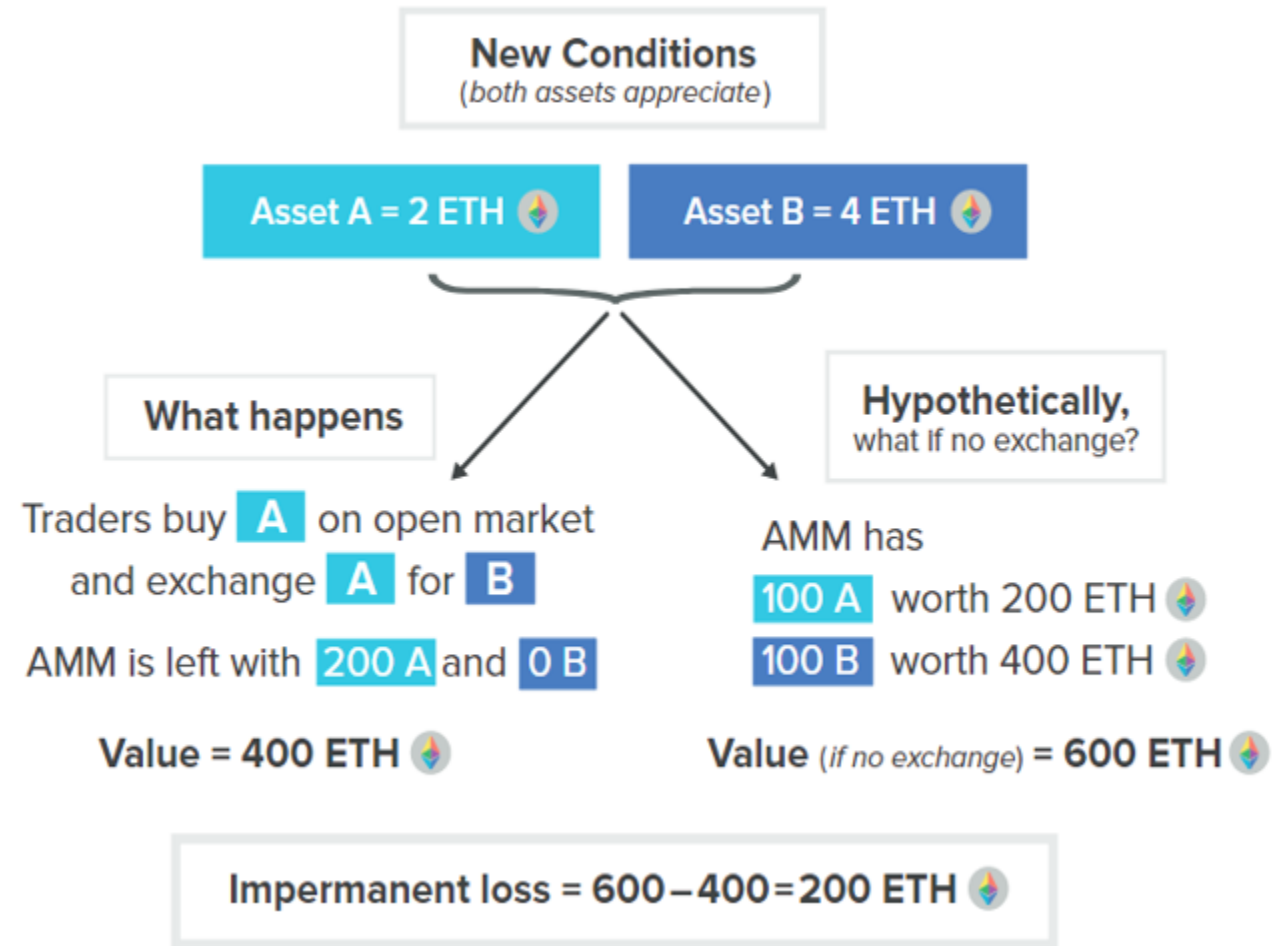 New Conditions
(both assets appreciate)
Asset A = 2 ETH
Asset B = 4 ETH
What happens
Traders buy A on open market
and exchange A for B
AMM is left with 200 A and 0 B
Value = 400 ETH
Hypothetically,
what if no exchange?
AMM has
100 A worth 200 ETH
100 B worth 400 ETH
Value (if no exchange) = 600 ETH
Impermanent loss = 600–400=200 ETH